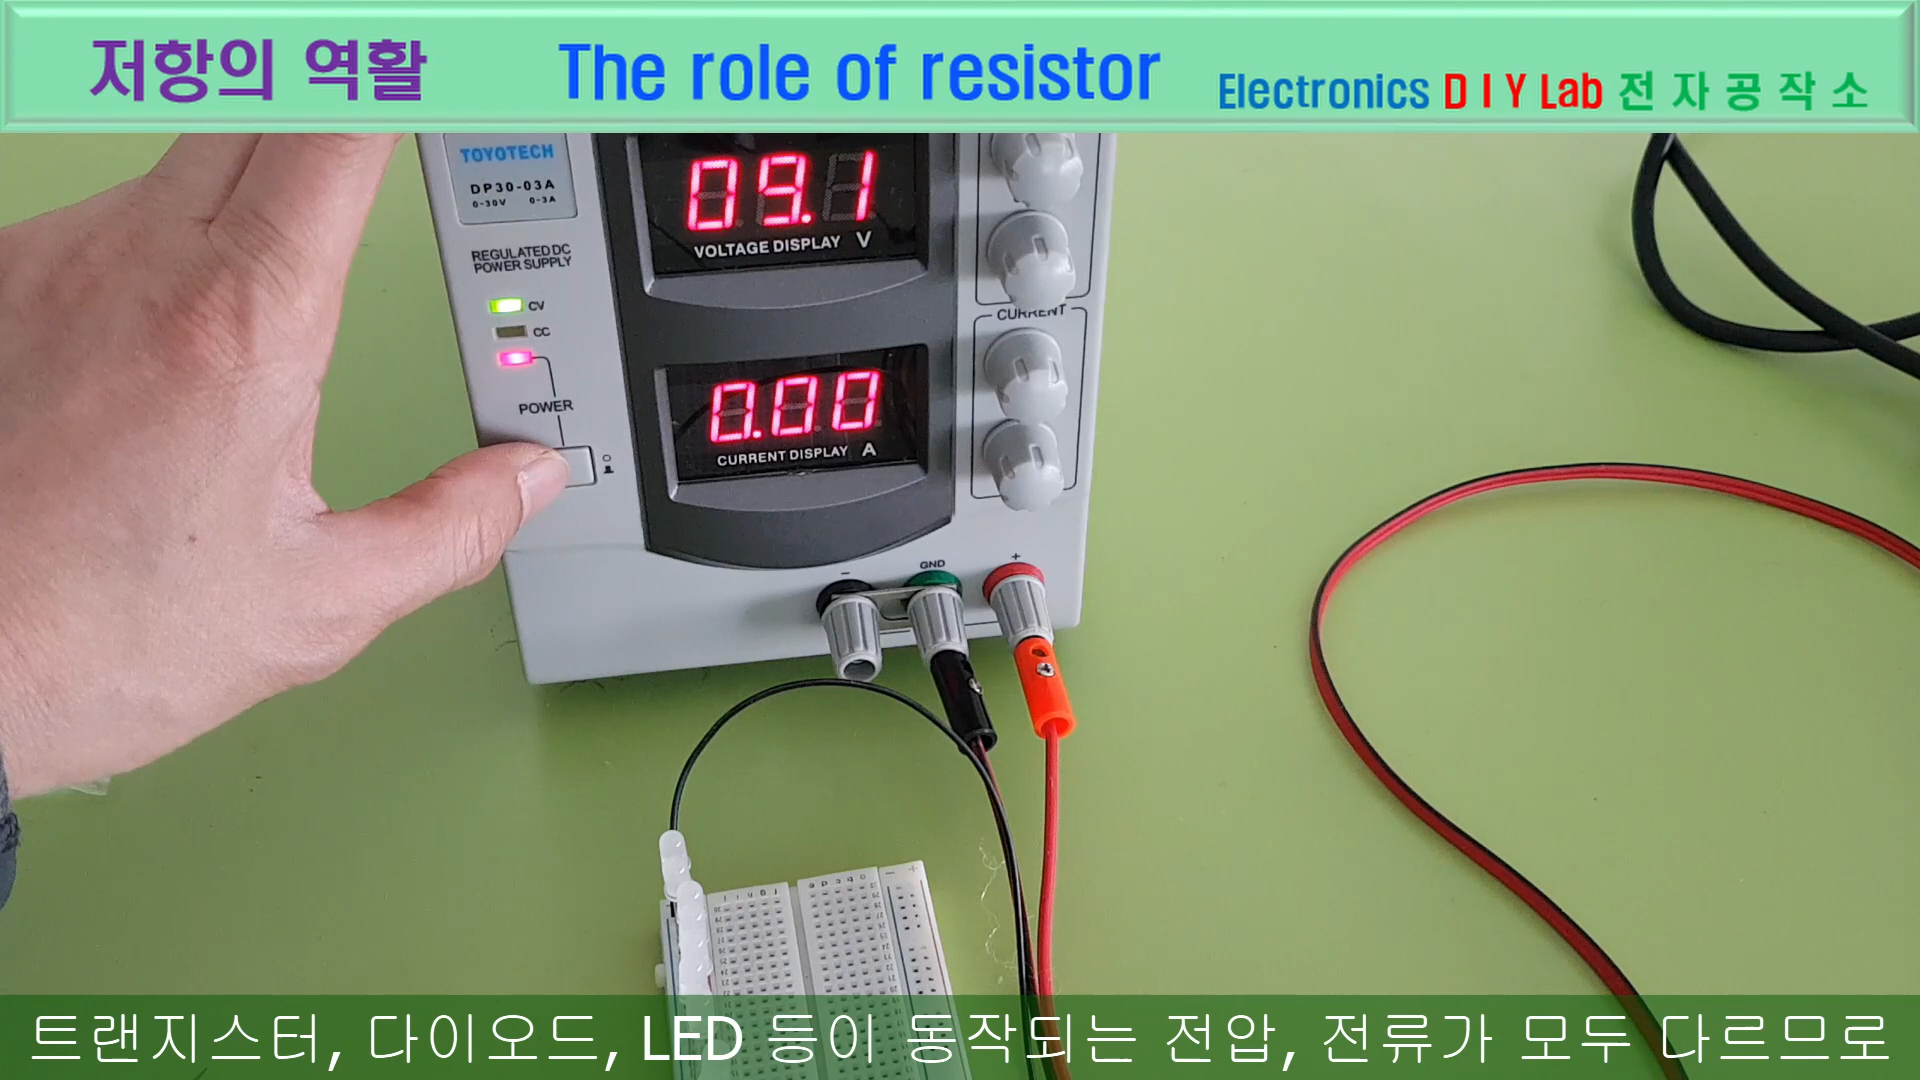 저항의 역활 The role of resistor Electronics D I Y Lab 전 자 공 작 소
TOYOTECH
DP30-03A
0-30V 0-3A
REGULATED DC
POWER SUPPLY
CV
CC
POWER
09.1
VOLTAGE DISPLAY V
0.00
CURRENT DISPLAY A
CURRENT
- GND +
트랜지스터, 다이오드, LED 등이 동작되는 전압, 전류가 모두 다르므로